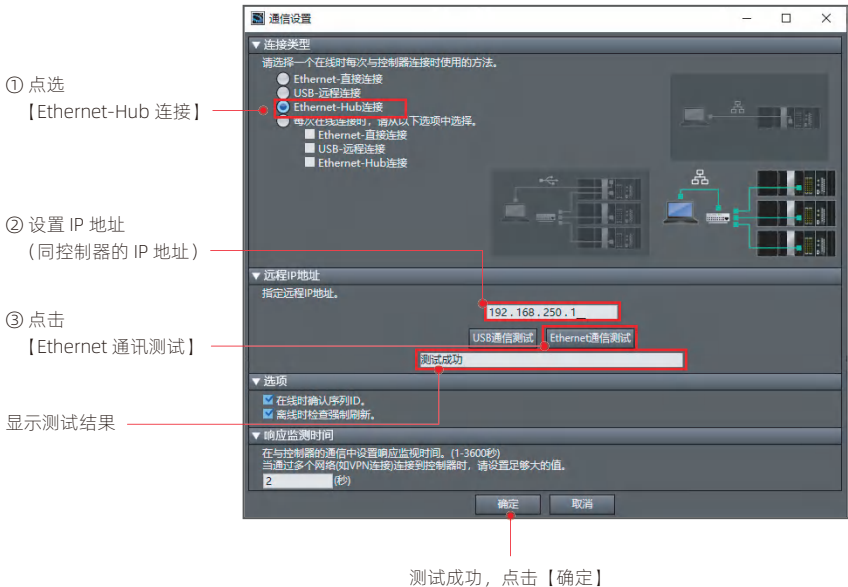 通信设置
▼ 连接类型
请选择一个在线时每次与控制器连接时使用的方法。
Ethernet-直接连接
USB-远程连接
Ethernet-Hub连接
每次在线连接时，请从以下选项中选择。
Ethernet-直接连接
USB-远程连接
Ethernet-Hub连接
① 点选
【Ethernet-Hub 连接】
② 设置 IP 地址
（同控制器的 IP 地址）
▼ 远程IP地址
指定远程IP地址。
192 . 168 . 250 . 1_
③ 点击
【Ethernet 通讯测试】
USB通信测试 Ethernet通信测试
测试成功
▼ 选项
在线时确认序列ID。
离线时检查强制刷新。
显示测试结果
▼ 响应监测时间
在与控制器的通信中设置响应监视时间。(1-3600秒)
当通过多个网络(如VPN连接)连接到控制器时，请设置足够大的值。
2 (秒)
确定 取消
测试成功，点击【确定】